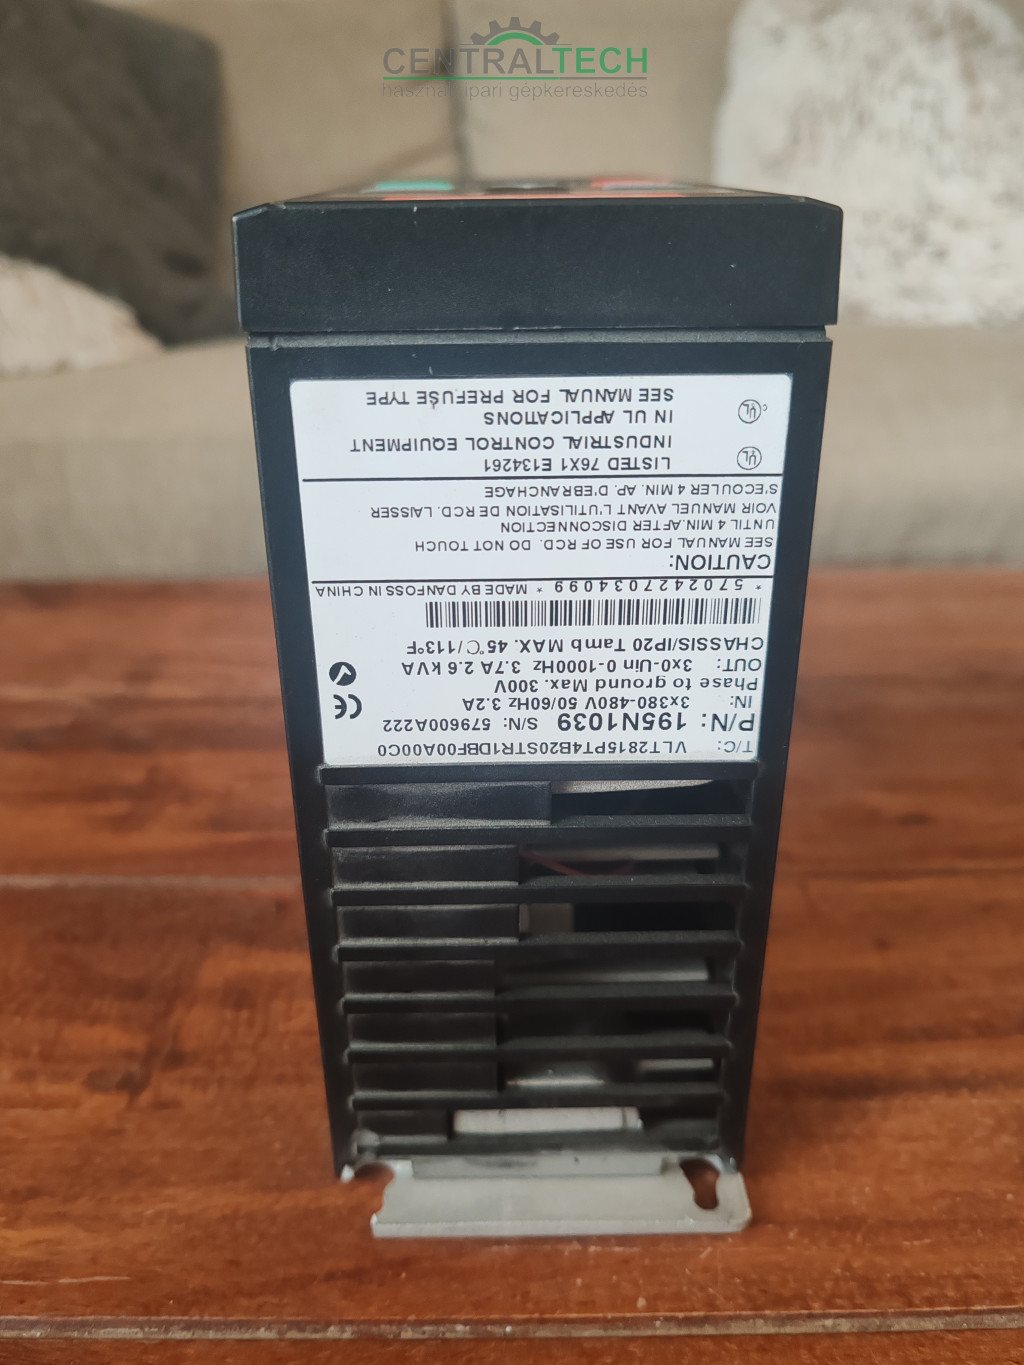 CENTRALTECH
használt ipari gépkereskedés
T/C: VLT2815PT4B20STR1DBF00A00C0
P/N: 195N1039 S/N: 579600A222
IN: 3x380-480V 50/60Hz 3.2A
Phase to ground Max. 300V
OUT: 3x0-Uin 0-1000Hz 3.7A 2.6 kVA
CHASSIS/IP20 Tamb MAX. 45°C/113°F
CE
* 5702427034099 * MADE BY DANFOSS IN CHINA
CAUTION:
SEE MANUAL FOR USE OF RCD. DO NOT TOUCH
UNTIL 4 MIN.AFTER DISCONNECTION
VOIR MANUEL AVANT L'UTILISATION DE RCD. LAISSER
S'ECOULER 4 MIN. AP. D'EBRANCHAGE
UL LISTED 76X1 E134261
INDUSTRIAL CONTROL EQUIPMENT
c UL IN UL APPLICATIONS
SEE MANUAL FOR PREFUSE TYPE